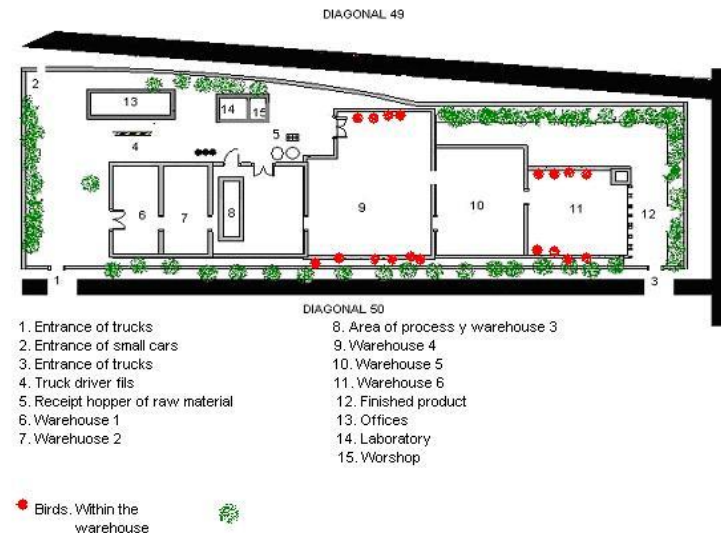 DIAGONAL 49
2
13
14
15
5
4
6
7
8
9
10
11
12
1
3
DIAGONAL 50
1. Entrance of trucks
2. Entrance of small cars
3. Entrance of trucks
4. Truck driver fils
5. Receipt hopper of raw material
6. Warehouse 1
7. Warehuose 2
8. Area of process y warehouse 3
9. Warehouse 4
10. Warehouse 5
11. Warehouse 6
12. Finished product
13. Offices
14. Laboratory
15. Worshop
Birds. Within the
warehouse